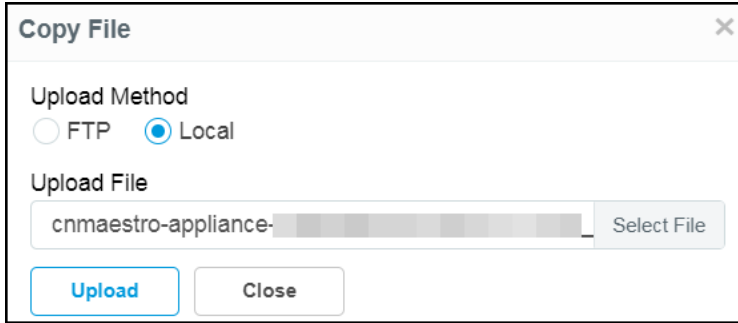 Copy File ×
Upload Method
FTP Local
Upload File
cnmaestro-appliance- _ Select File
Upload Close